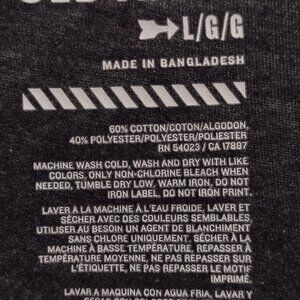 L/G/G
MADE IN BANGLADESH
60% COTTON/COTON/ALGODON,
40% POLYESTER/POLYESTER/POLIESTER
RN 54023 / CA 17897
MACHINE WASH COLD, WASH AND DRY WITH LIKE
COLORS, ONLY NON-CHLORINE BLEACH WHEN
NEEDED, TUMBLE DRY LOW, WARM IRON, DO NOT
IRON LABEL. DO NOT IRON PRINT.
LAVER À LA MACHINE À L'EAU FROIDE, LAVER ET
SÉCHER AVEC DES COULEURS SEMBLABLES,
UTILISER AU BESOIN UN AGENT DE BLANCHIMENT
SANS CHLORE UNIQUEMENT, SÉCHER À LA
MACHINE À BASSE TEMPÉRATURE, REPASSER À
TEMPÉRATURE MOYENNE, NE PAS REPASSER SUR
L'ÉTIQUETTE, NE PAS REPASSER LE MOTIF
IMPRIMÉ.
LAVAR A MAQUINA CON AGUA FRIA, LAVAR Y